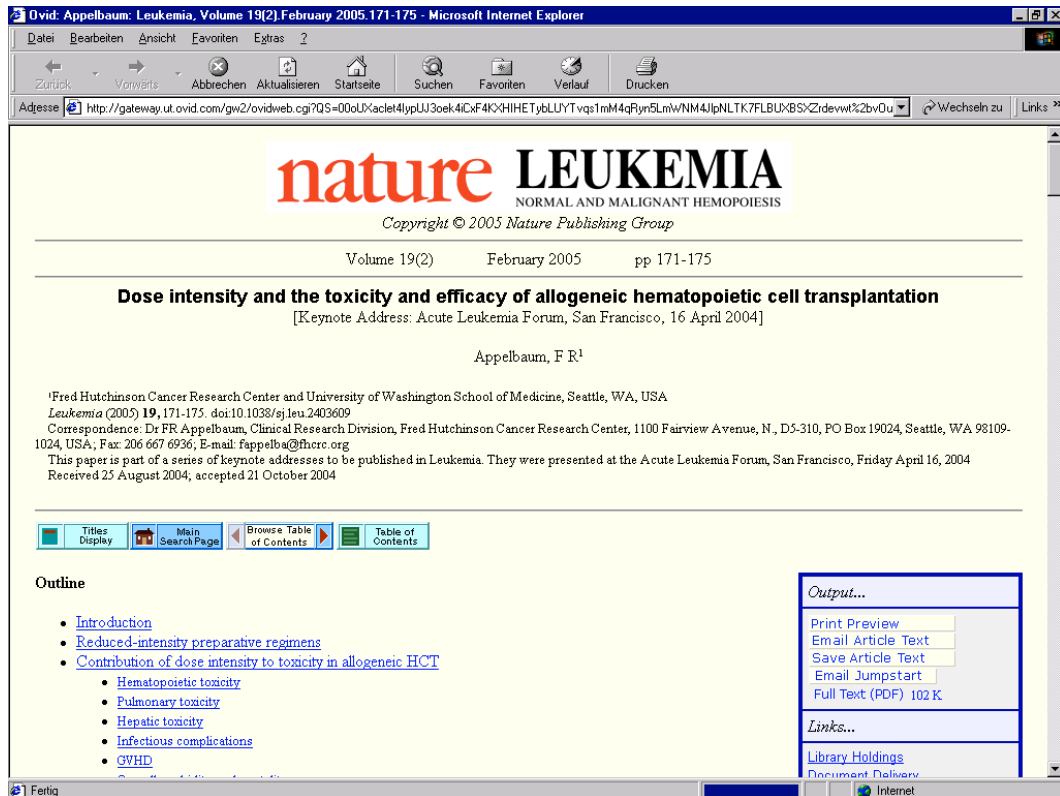 Ovid: Appelbaum: Leukemia, Volume 19(2).February 2005.171-175 - Microsoft Internet Explorer
Datei Bearbeiten Ansicht Favoriten Extras ?
Zurück Vorwärts Abbrechen Aktualisieren Startseite Suchen Favoriten Verlauf Drucken
Adresse Wechseln zu Links »
nature LEUKEMIA
NORMAL AND MALIGNANT HEMOPOIESIS
Copyright © 2005 Nature Publishing Group
Volume 19(2) February 2005 pp 171-175
Dose intensity and the toxicity and efficacy of allogeneic hematopoietic cell transplantation
[Keynote Address: Acute Leukemia Forum, San Francisco, 16 April 2004]
Appelbaum, F R¹
¹Fred Hutchinson Cancer Research Center and University of Washington School of Medicine, Seattle, WA, USA
Leukemia (2005) 19, 171-175. doi:10.1038/sj.leu.2403609
Correspondence: Dr FR Appelbaum, Clinical Research Division, Fred Hutchinson Cancer Research Center, 1100 Fairview Avenue, N., D5-310, PO Box 19024, Seattle, WA 98109-
1024, USA; Fax: 206 667 6936; E-mail: fappelba@fhcrc.org
This paper is part of a series of keynote addresses to be published in Leukemia. They were presented at the Acute Leukemia Forum, San Francisco, Friday April 16, 2004
Received 25 August 2004; accepted 21 October 2004
Titles Display
Main Search Page
Browse Table of Contents
Table of Contents
Outline
• Introduction
• Reduced-intensity preparative regimens
• Contribution of dose intensity to toxicity in allogeneic HCT
• Hematopoietic toxicity
• Pulmonary toxicity
• Hepatic toxicity
• Infectious complications
• GVHD
Output...
Print Preview
Email Article Text
Save Article Text
Email Jumpstart
Full Text (PDF) 102 K
Links...
Library Holdings
Document Delivery
Fertig
Internet